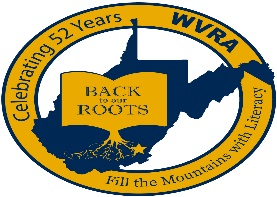 Celebrating 52 Years
WVRA
BACK
to our
ROOTS
Fill the Mountains with Literacy